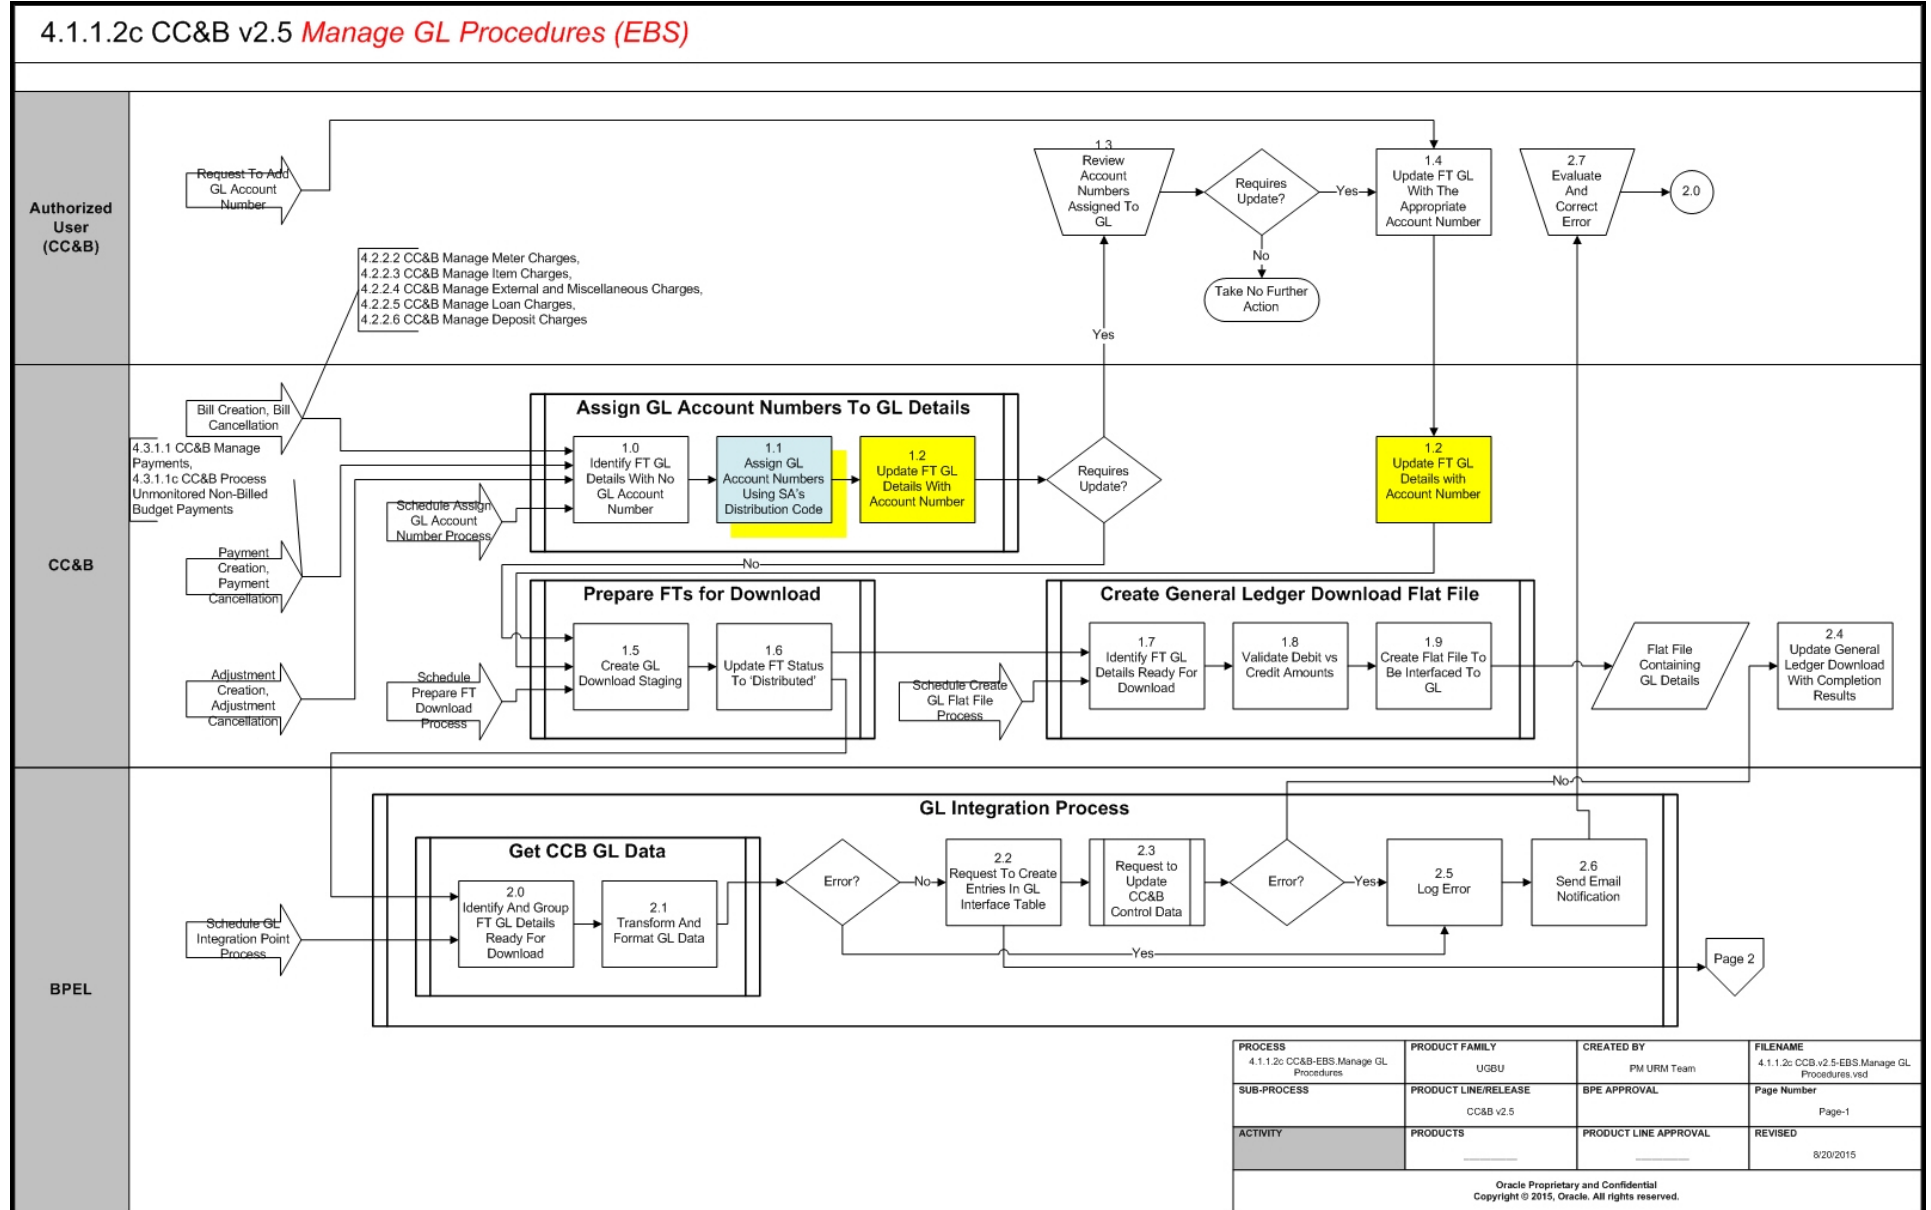 4.1.1.2c CC&B v2.5 Manage GL Procedures (EBS)
Authorized
User
(CC&B)
Request To Add
GL Account
Number
4.2.2.2 CC&B Manage Meter Charges,
4.2.2.3 CC&B Manage Item Charges,
4.2.2.4 CC&B Manage External and Miscellaneous Charges,
4.2.2.5 CC&B Manage Loan Charges,
4.2.2.6 CC&B Manage Deposit Charges
1.3
Review
Account
Numbers
Assigned To
GL
Requires
Update?
Yes
No
Take No Further
Action
1.4
Update FT GL
With The
Appropriate
Account Number
2.7
Evaluate
And
Correct
Error
2.0
Yes
CC&B
Bill Creation, Bill
Cancellation
4.3.1.1 CC&B Manage
Payments,
4.3.1.1c CC&B Process
Unmonitored Non-Billed
Budget Payments
Payment
Creation,
Payment
Cancellation
Adjustment
Creation,
Adjustment
Cancellation
Schedule Assign
GL Account
Number Process
Assign GL Account Numbers To GL Details
1.0
Identify FT GL
Details With No
GL Account
Number
1.1
Assign GL
Account Numbers
Using SA's
Distribution Code
1.2
Update FT GL
Details With
Account Number
Requires
Update?
1.2
Update FT GL
Details with
Account Number
No
Schedule
Prepare FT
Download
Process
Prepare FTs for Download
1.5
Create GL
Download Staging
1.6
Update FT Status
To 'Distributed'
Schedule Create
GL Flat File
Process
Create General Ledger Download Flat File
1.7
Identify FT GL
Details Ready For
Download
1.8
Validate Debit vs
Credit Amounts
1.9
Create Flat File To
Be Interfaced To
GL
Flat File
Containing
GL Details
2.4
Update General
Ledger Download
With Completion
Results
BPEL
Schedule GL
Integration Point
Process
GL Integration Process
Get CCB GL Data
2.0
Identify And Group
FT GL Details
Ready For
Download
2.1
Transform And
Format GL Data
Error?
No
2.2
Request To Create
Entries In GL
Interface Table
2.3
Request to
Update
CC&B
Control Data
Error?
No
Yes
2.5
Log Error
2.6
Send Email
Notification
Yes
Page 2
PROCESS
4.1.1.2c CC&B-EBS.Manage GL
Procedures
PRODUCT FAMILY
UGBU
CREATED BY
PM URM Team
FILENAME
4.1.1.2c CCB.v2.5-EBS.Manage GL
Procedures.vsd
SUB-PROCESS
PRODUCT LINE/RELEASE
CC&B v2.5
BPE APPROVAL
Page Number
Page-1
ACTIVITY
PRODUCTS
PRODUCT LINE APPROVAL
REVISED
8/20/2015
Oracle Proprietary and Confidential
Copyright © 2015, Oracle. All rights reserved.